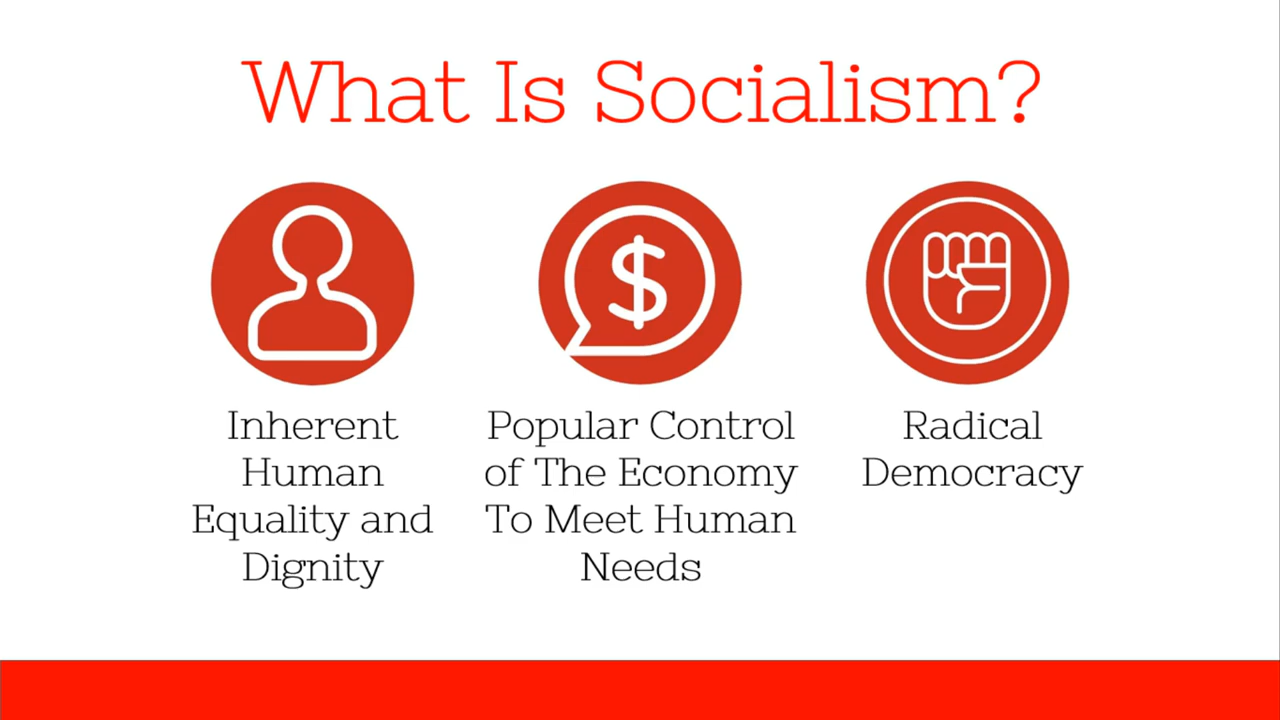 What Is Socialism?
Inherent
Human
Equality and
Dignity
Popular Control
of The Economy
To Meet Human
Needs
Radical
Democracy